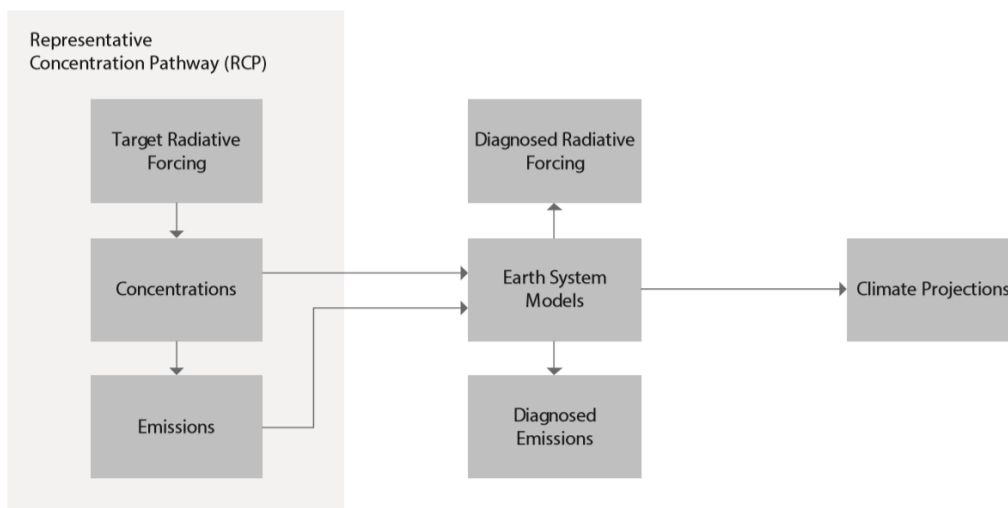 Representative
Concentration Pathway (RCP)
Target Radiative
Forcing
Concentrations
Emissions
Diagnosed Radiative
Forcing
Earth System
Models
Diagnosed
Emissions
Climate Projections